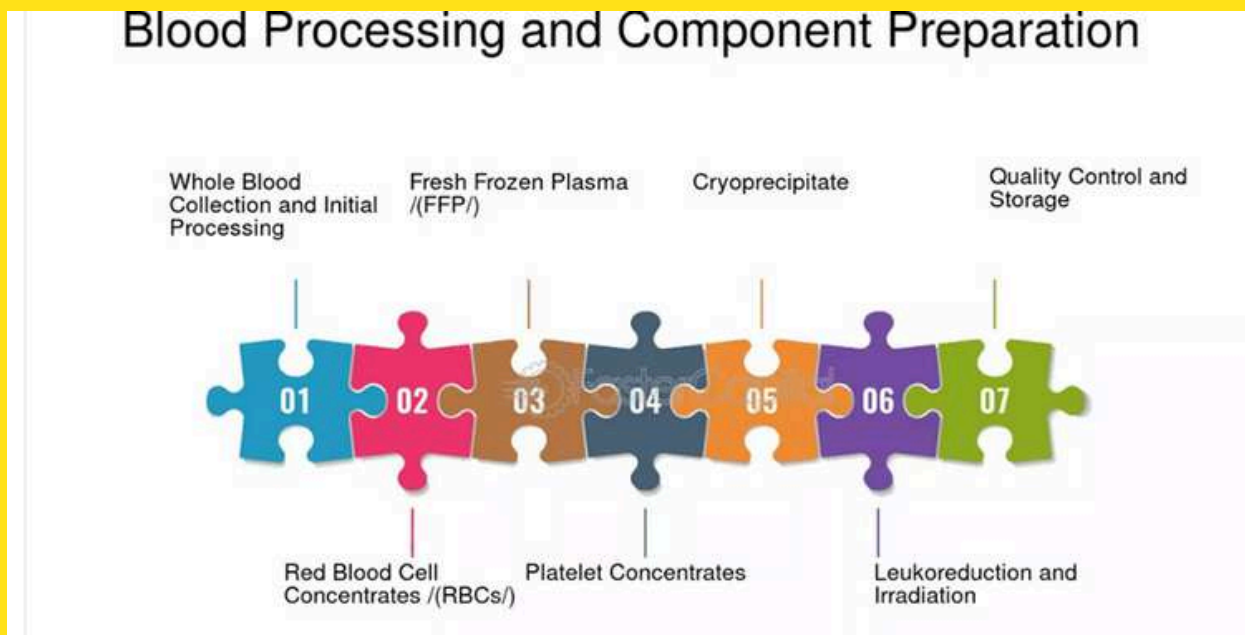 Blood Processing and Component Preparation
Whole Blood
Collection and Initial
Processing
Fresh Frozen Plasma
/(FFP/)
Cryoprecipitate
Quality Control and
Storage
01
02
03
04
05
06
07
FasterCapital
Red Blood Cell
Concentrates /(RBCs/)
Platelet Concentrates
Leukoreduction and
Irradiation